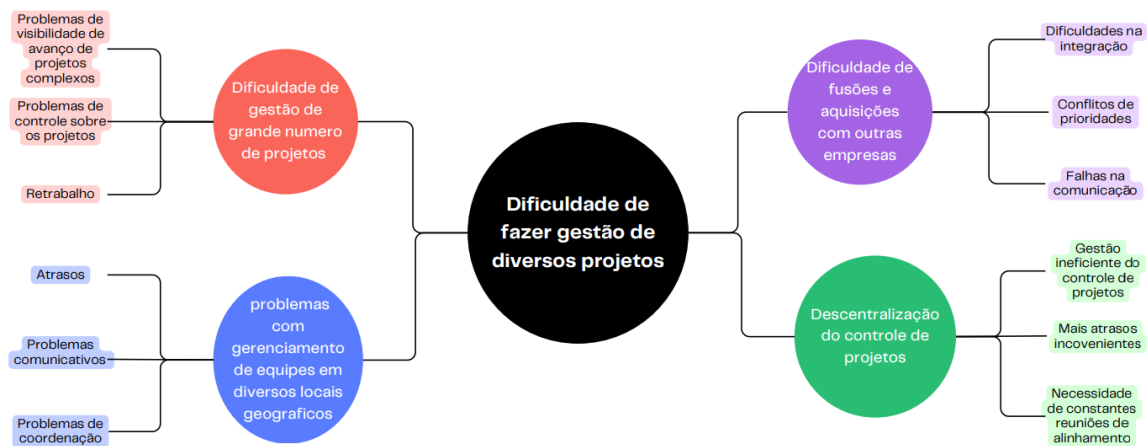 Problemas de
visibilidade de
avanço de
projetos
complexos
Problemas de
controle sobre
os projetos
Retrabalho
Dificuldade de
gestão de
grande numero
de projetos
Atrasos
Problemas
comunicativos
Problemas de
coordenação
problemas
com
gerenciamento
de equipes em
diversos locais
geograficos
Dificuldade de
fazer gestão de
diversos projetos
Dificuldade de
fusões e
aquisições
com outras
empresas
Dificuldades na
integração
Conflitos de
prioridades
Falhas na
comunicação
Descentralização
do controle de
projetos
Gestão
ineficiente do
controle de
projetos
Mais atrasos
incovenientes
Necessidade
de constantes
reuniões de
alinhamento